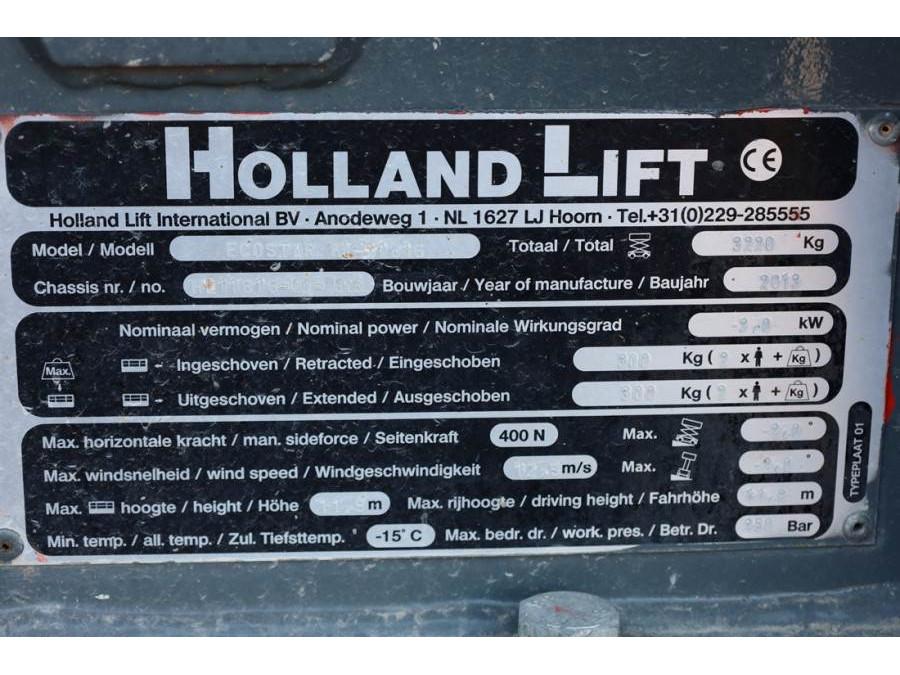 HOLLAND LIFT CE
Holland Lift International BV · Anodeweg 1 · NL 1627 LJ Hoorn · Tel.+31(0)229-285555
Model / Modell ECOSTAR Totaal / Total 3220 Kg
Chassis nr. / no. Bouwjaar / Year of manufacture / Baujahr
Nominaal vermogen / Nominal power / Nominale Wirkungsgrad kW
Max. Ingeschoven / Retracted / Eingeschoben 300 Kg ( x + Kg )
Uitgeschoven / Extended / Ausgeschoben 300 Kg ( x + Kg )
Max. horizontale kracht / man. sideforce / Seitenkraft 400 N Max.
Max. windsnelheid / wind speed / Windgeschwindigkeit m/s Max.
Max. hoogte / height / Höhe m Max. rijhoogte / driving height / Fahrhöhe m
Min. temp. / all. temp. / Zul. Tiefsttemp. -15° C Max. bedr. dr. / work. pres. / Betr. Dr. Bar
TYPEPLAAT 01